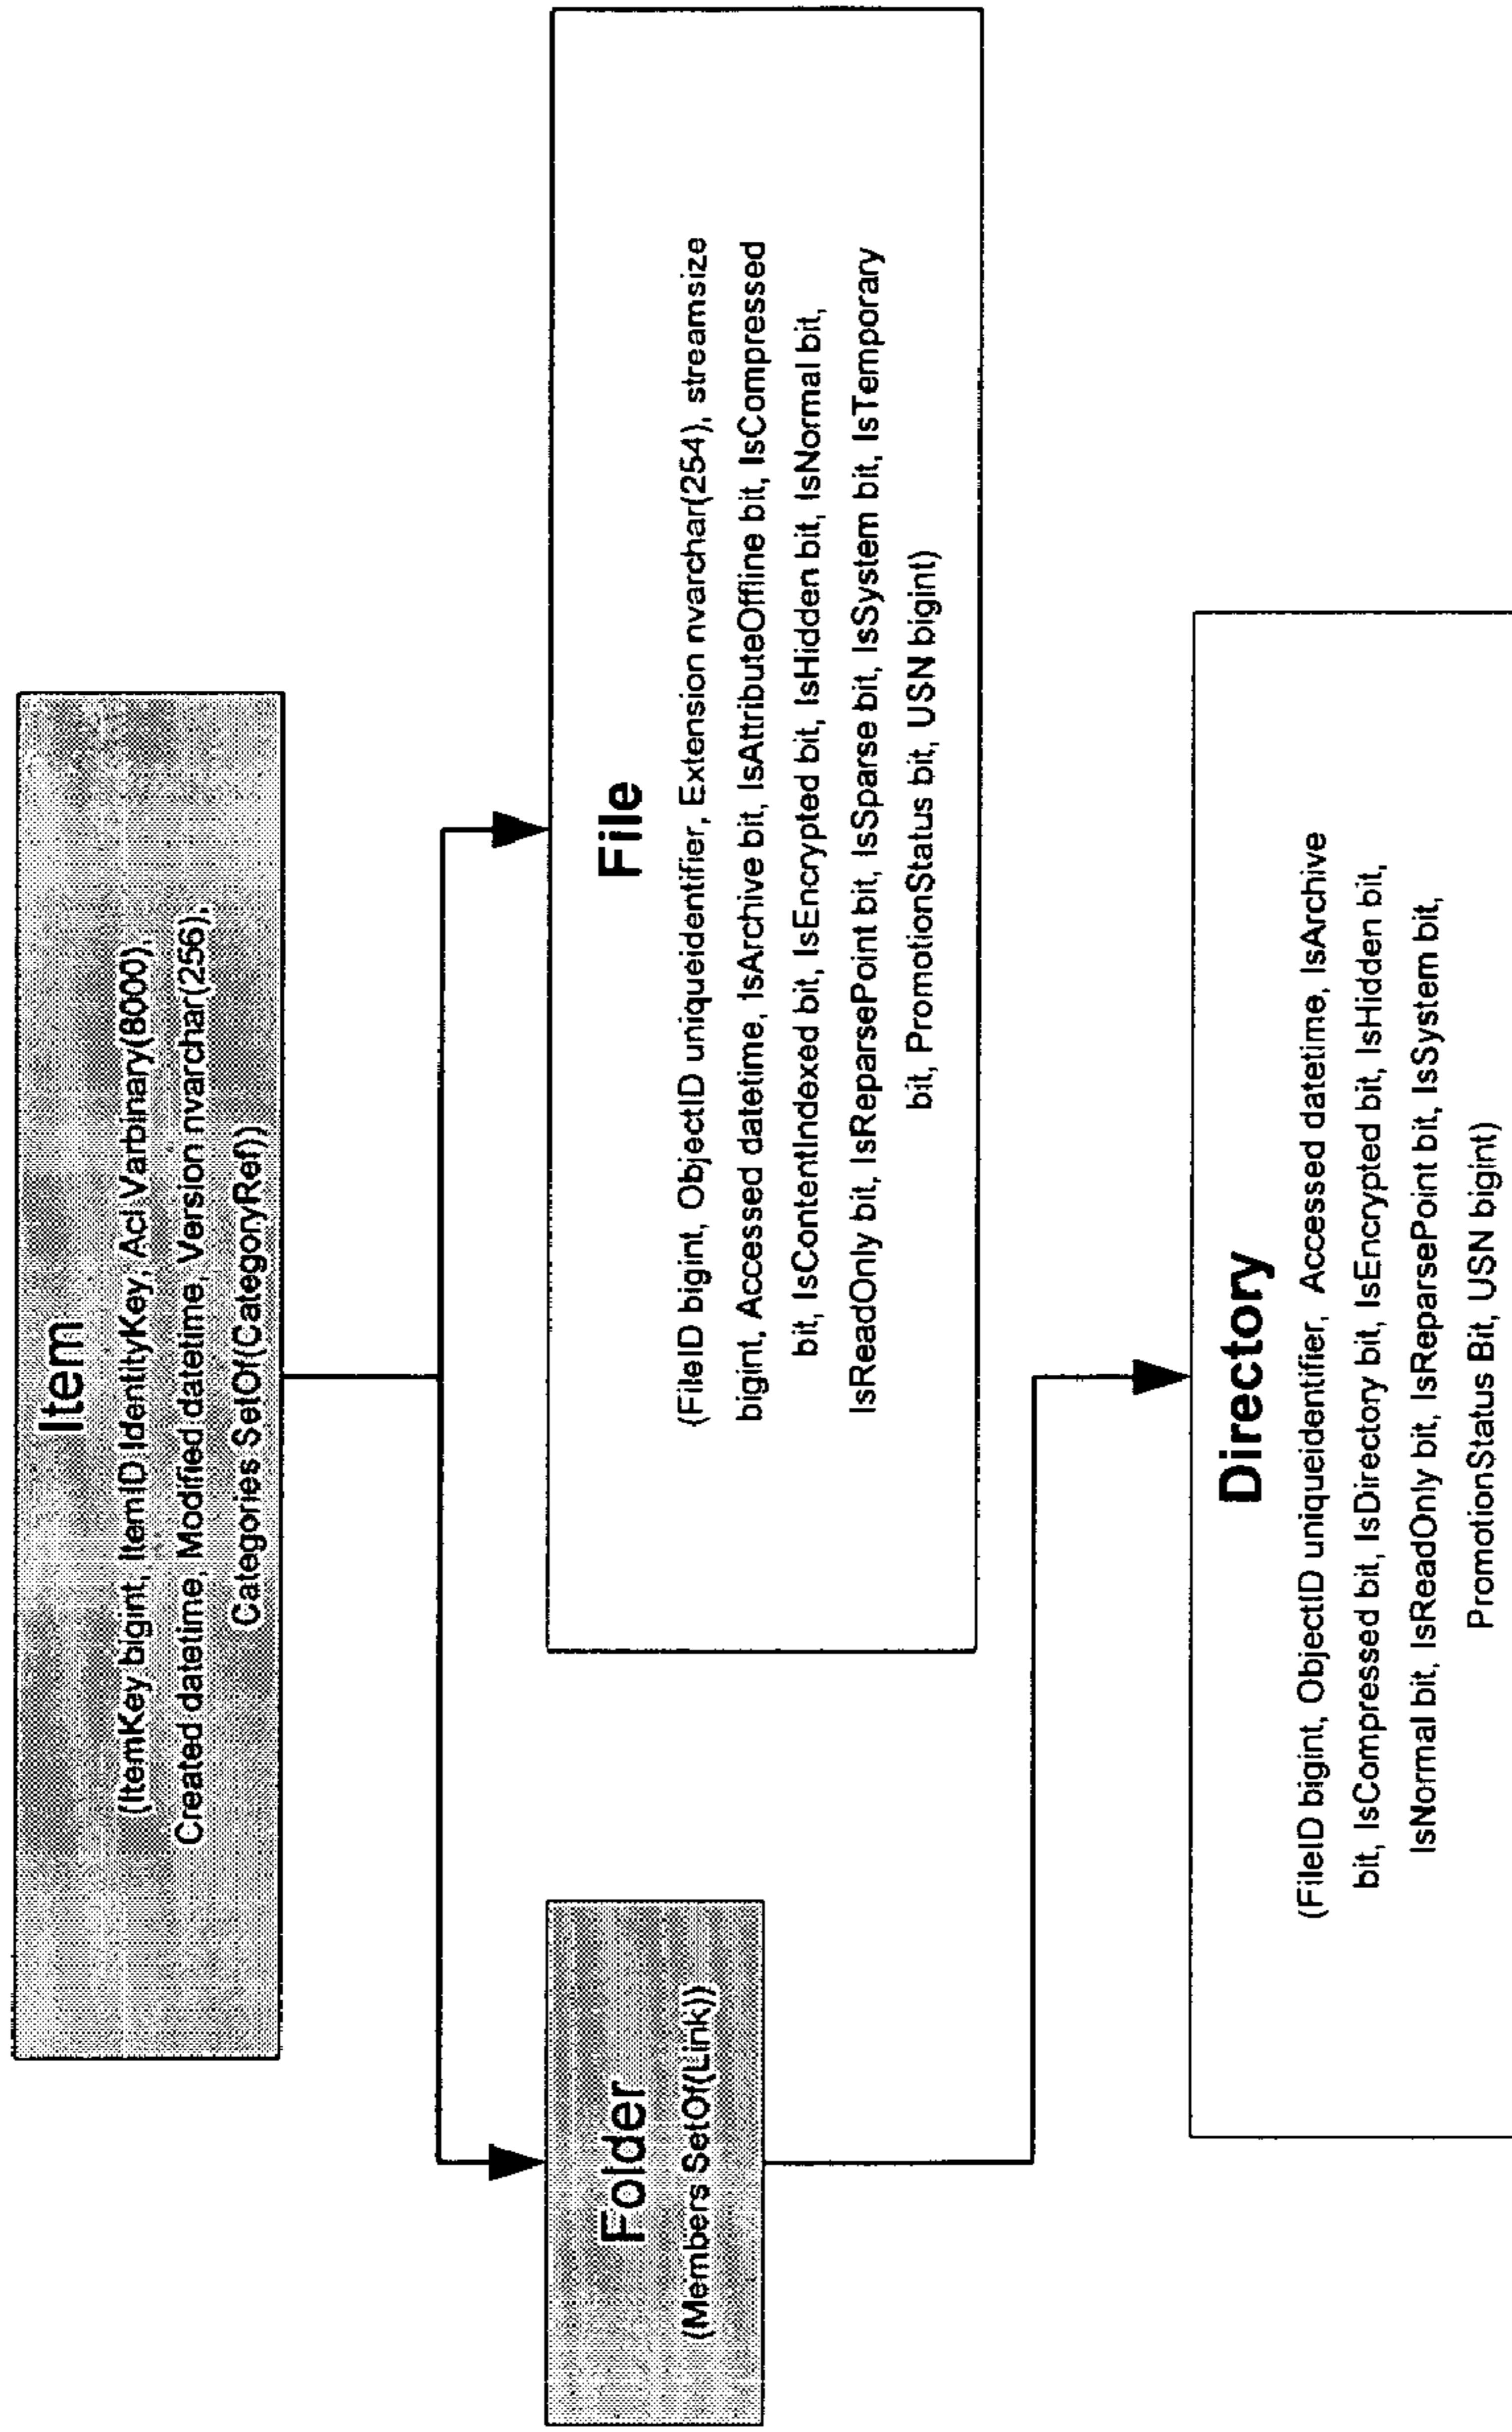 Item
(ItemKey bigint, ItemID IdentityKey, Acl Varbinary(8000),
Created datetime, Modified datetime, Version nvarchar(256),
Categories SetOf(CategoryRef))
Folder
(Members SetOf(Link))
File
(FileID bigint, ObjectID uniqueidentifier, Extension nvarchar(254), streamsize
bigint, Accessed datetime, IsArchive bit, IsAttributeOffline bit, IsCompressed
bit, IsContentIndexed bit, IsEncrypted bit, IsHidden bit, IsNormal bit,
IsReadOnly bit, IsReparsePoint bit, IsSparse bit, IsSystem bit, IsTemporary
bit, PromotionStatus bit, USN bigint)
Directory
(FileID bigint, ObjectID uniqueidentifier, Accessed datetime, IsArchive
bit, IsCompressed bit, IsDirectory bit, IsEncrypted bit, IsHidden bit,
IsNormal bit, IsReadOnly bit, IsReparsePoint bit, IsSystem bit,
PromotionStatus Bit, USN bigint)